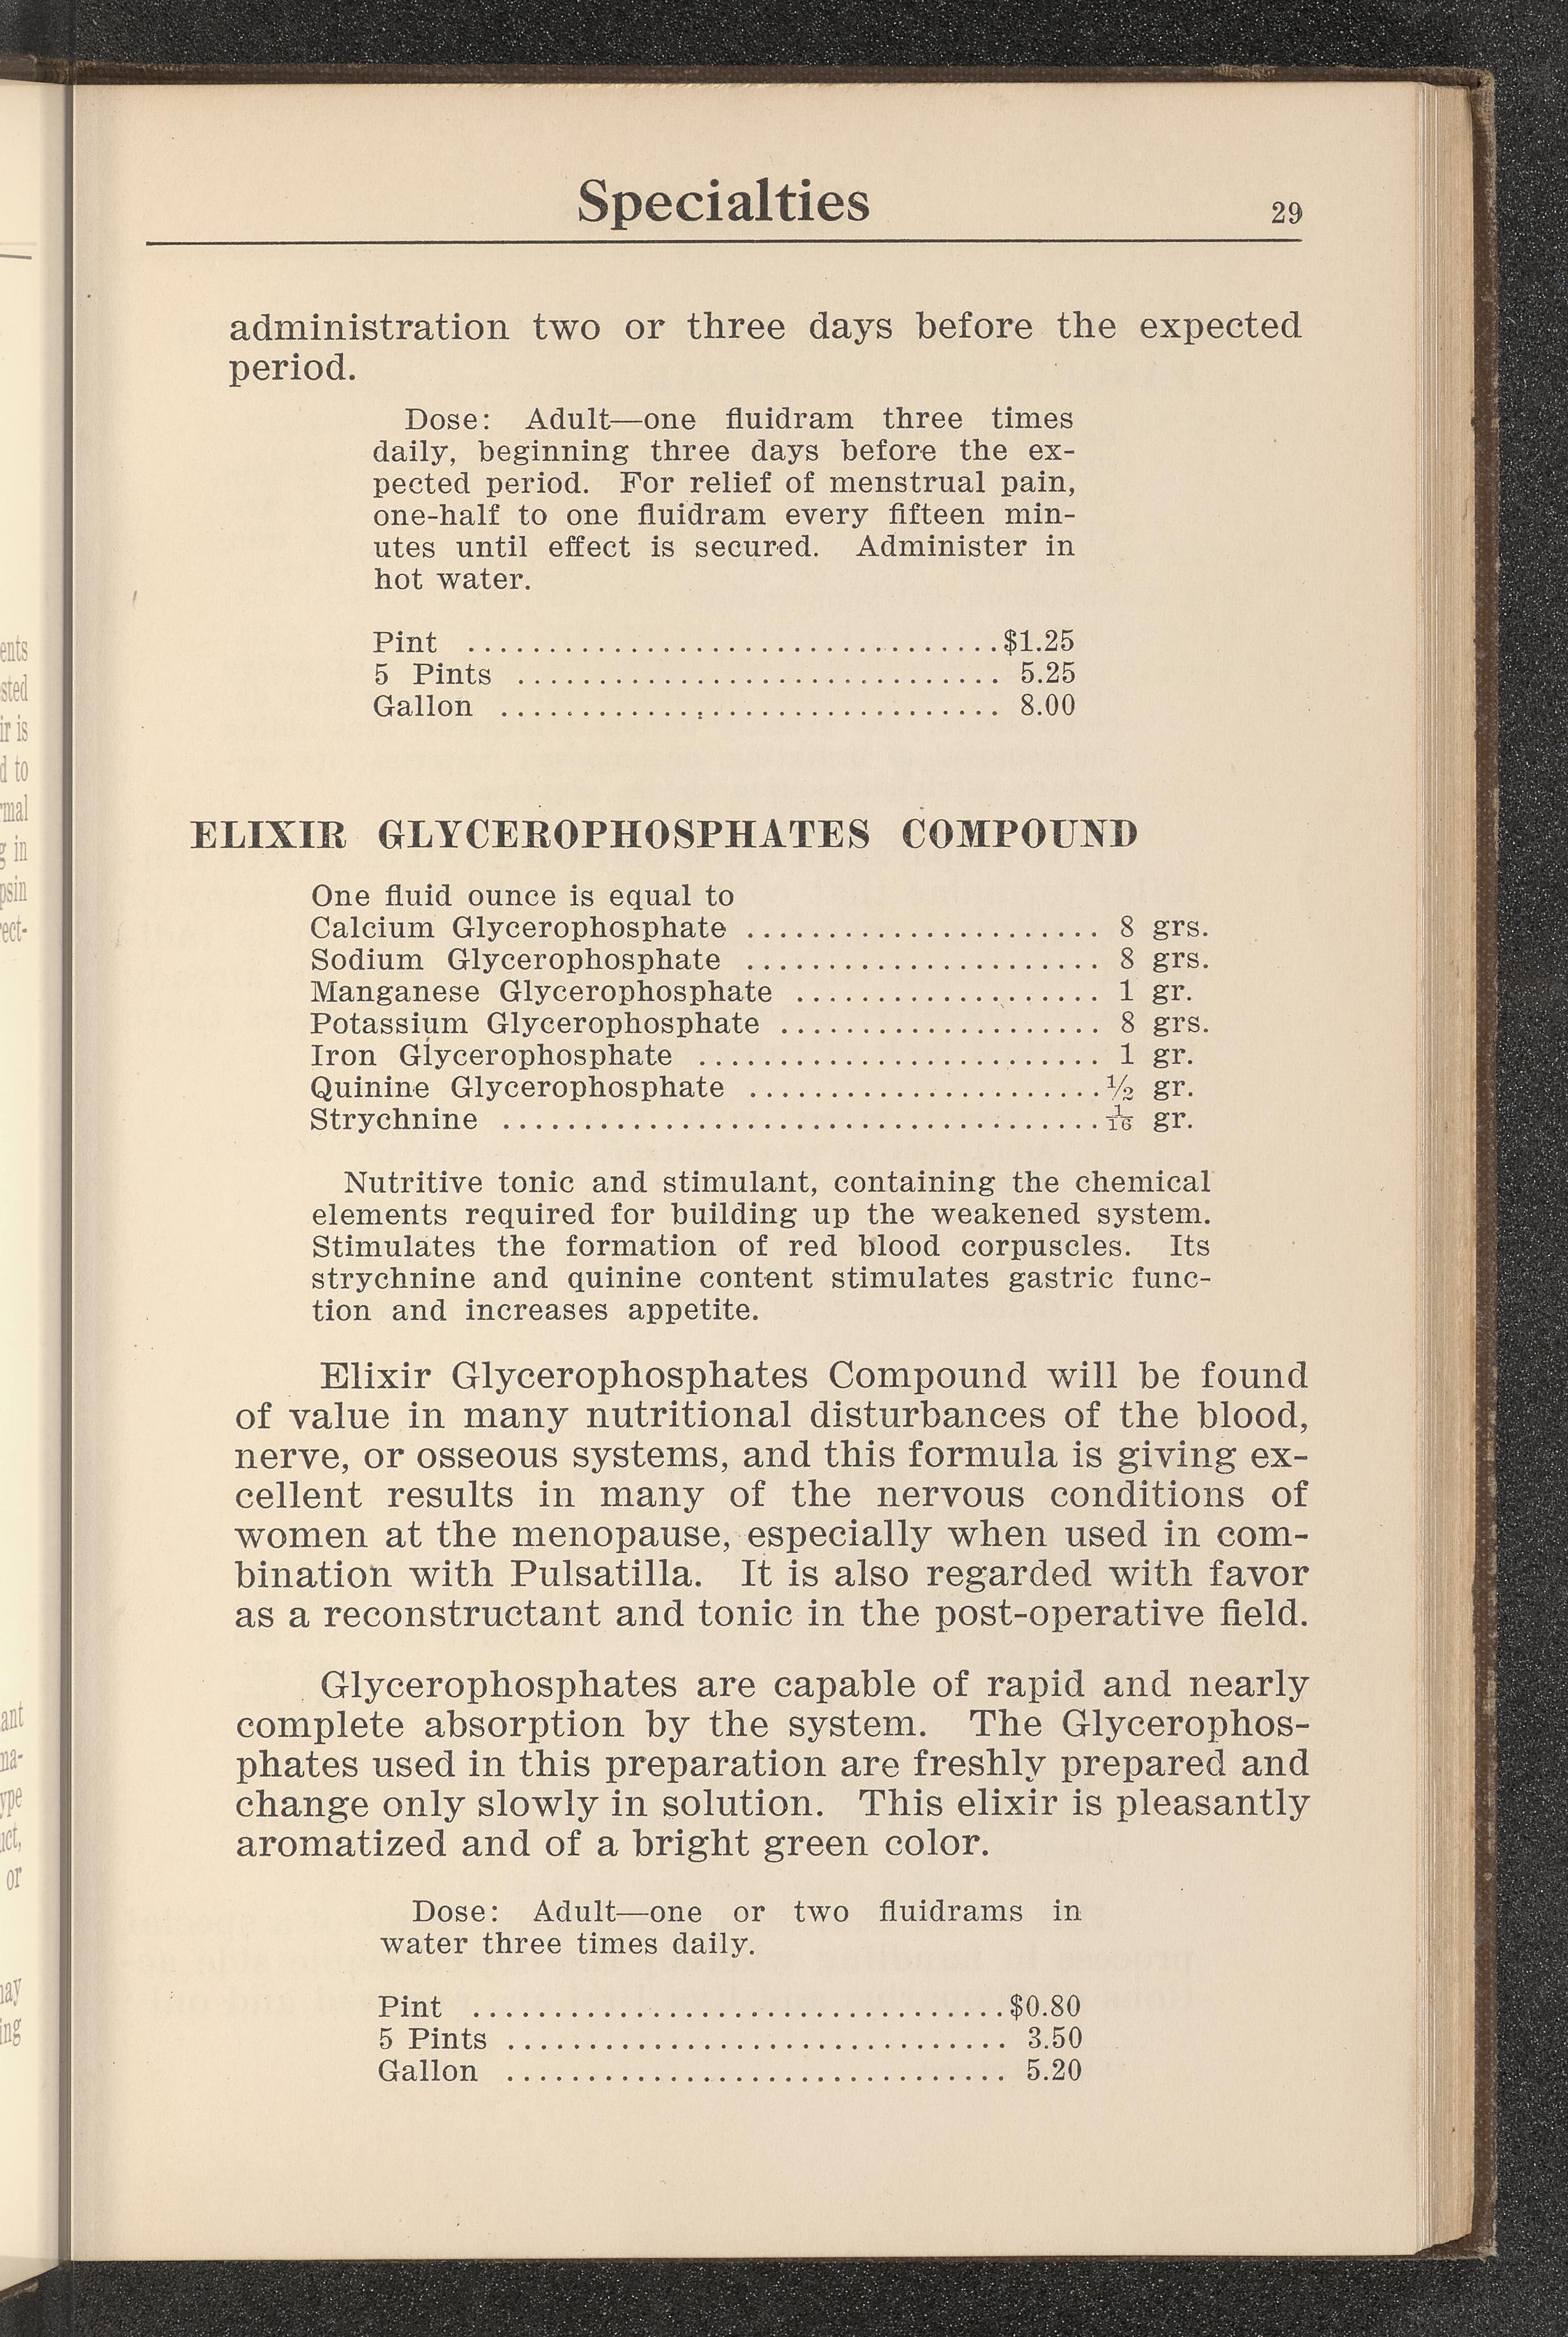 Specialties
29
administration two or three days before the expected
period.
Dose: Adult—one fluidram three times
daily, beginning three days before the ex-
pected period. For relief of menstrual pain,
one-half to one fluidram every fifteen min-
utes until effect is secured. Administer in
hot water.
Pint .................................$1.25
5 Pints .............................. 5.25
Gallon ............................... 8.00
ELIXIR GLYCEROPHOSPHATES COMPOUND
One fluid ounce is equal to
Calcium Glycerophosphate ...................... 8 grs.
Sodium Glycerophosphate ...................... 8 grs.
Manganese Glycerophosphate ................... 1 gr.
Potassium Glycerophosphate .................... 8 grs.
Iron Glycerophosphate ......................... 1 gr.
Quinine Glycerophosphate ......................½ gr.
Strychnine .....................................1/16 gr.
Nutritive tonic and stimulant, containing the chemical
elements required for building up the weakened system.
Stimulates the formation of red blood corpuscles. Its
strychnine and quinine content stimulates gastric func-
tion and increases appetite.
Elixir Glycerophosphates Compound will be found
of value in many nutritional disturbances of the blood,
nerve, or osseous systems, and this formula is giving ex-
cellent results in many of the nervous conditions of
women at the menopause, especially when used in com-
bination with Pulsatilla. It is also regarded with favor
as a reconstructant and tonic in the post-operative field.
Glycerophosphates are capable of rapid and nearly
complete absorption by the system. The Glycerophos-
phates used in this preparation are freshly prepared and
change only slowly in solution. This elixir is pleasantly
aromatized and of a bright green color.
Dose: Adult—one or two fluidrams in
water three times daily.
Pint .................................$0.80
5 Pints ............................... 3.50
Gallon ............................... 5.20